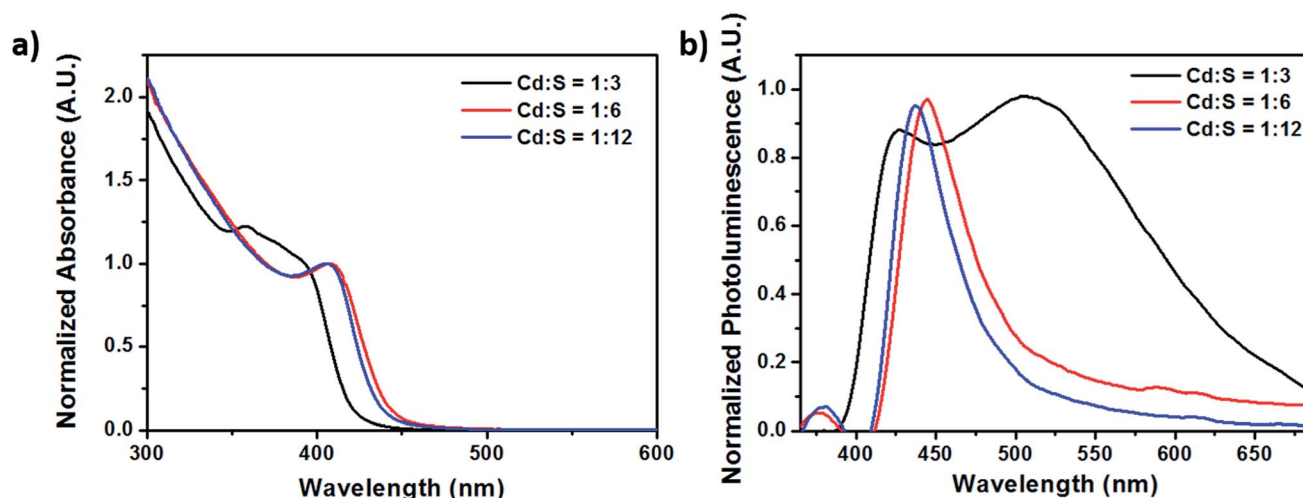 a)
Normalized Absorbance (A.U.)
2.0
1.5
1.0
0.5
0.0
300
400
500
600
Wavelength (nm)
Cd:S = 1:3
Cd:S = 1:6
Cd:S = 1:12
b)
Normalized Photoluminescence (A.U.)
1.0
0.8
0.6
0.4
0.2
0.0
400
450
500
550
600
650
Wavelength (nm)
Cd:S = 1:3
Cd:S = 1:6
Cd:S = 1:12